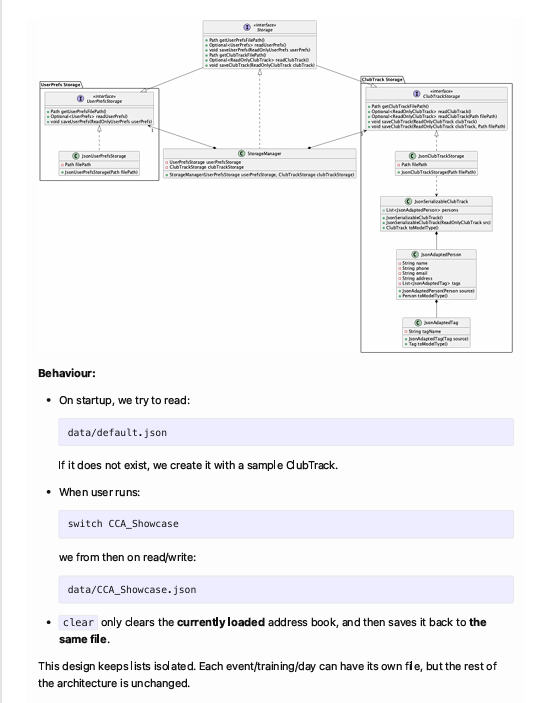 «interface»
Storage
Path getUserPrefsFilePath()
Optional<UserPrefs> readUserPrefs()
void saveUserPrefs(ReadOnlyUserPrefs userPrefs)
Path getClubTrackFilePath()
Optional<ReadOnlyClubTrack> readClubTrack()
void saveClubTrack(ReadOnlyClubTrack clubTrack)
UserPrefs Storage
«interface»
UserPrefsStorage
Path getUserPrefsFilePath()
Optional<UserPrefs> readUserPrefs()
void saveUserPrefs(ReadOnlyUserPrefs userPrefs)
1
JsonUserPrefsStorage
Path filePath
JsonUserPrefsStorage(Path filePath)
StorageManager
UserPrefsStorage userPrefsStorage
ClubTrackStorage clubTrackStorage
StorageManager(UserPrefsStorage userPrefsStorage, ClubTrackStorage clubTrackStorage)
ClubTrack Storage
«interface»
ClubTrackStorage
Path getClubTrackFilePath()
Optional<ReadOnlyClubTrack> readClubTrack()
Optional<ReadOnlyClubTrack> readClubTrack(Path filePath)
void saveClubTrack(ReadOnlyClubTrack clubTrack)
void saveClubTrack(ReadOnlyClubTrack clubTrack, Path filePath)
JsonClubTrackStorage
Path filePath
JsonClubTrackStorage(Path filePath)
JsonSerializableClubTrack
List<JsonAdaptedPerson> persons
JsonSerializableClubTrack()
JsonSerializableClubTrack(ReadOnlyClubTrack src)
ClubTrack toModelType()
JsonAdaptedPerson
String name
String phone
String email
String address
List<JsonAdaptedTag> tags
JsonAdaptedPerson(Person source)
Person toModelType()
JsonAdaptedTag
String tagName
JsonAdaptedTag(Tag source)
Tag toModelType()
Behaviour:
On startup, we try to read:
data/default.json
If it does not exist, we create it with a sample ClubTrack.
When user runs:
switch CCA_Showcase
we from then on read/write:
data/CCA_Showcase.json
clear only clears the currently loaded address book, and then saves it back to the
same file.
This design keeps lists isolated. Each event/training/day can have its own file, but the rest of
the architecture is unchanged.